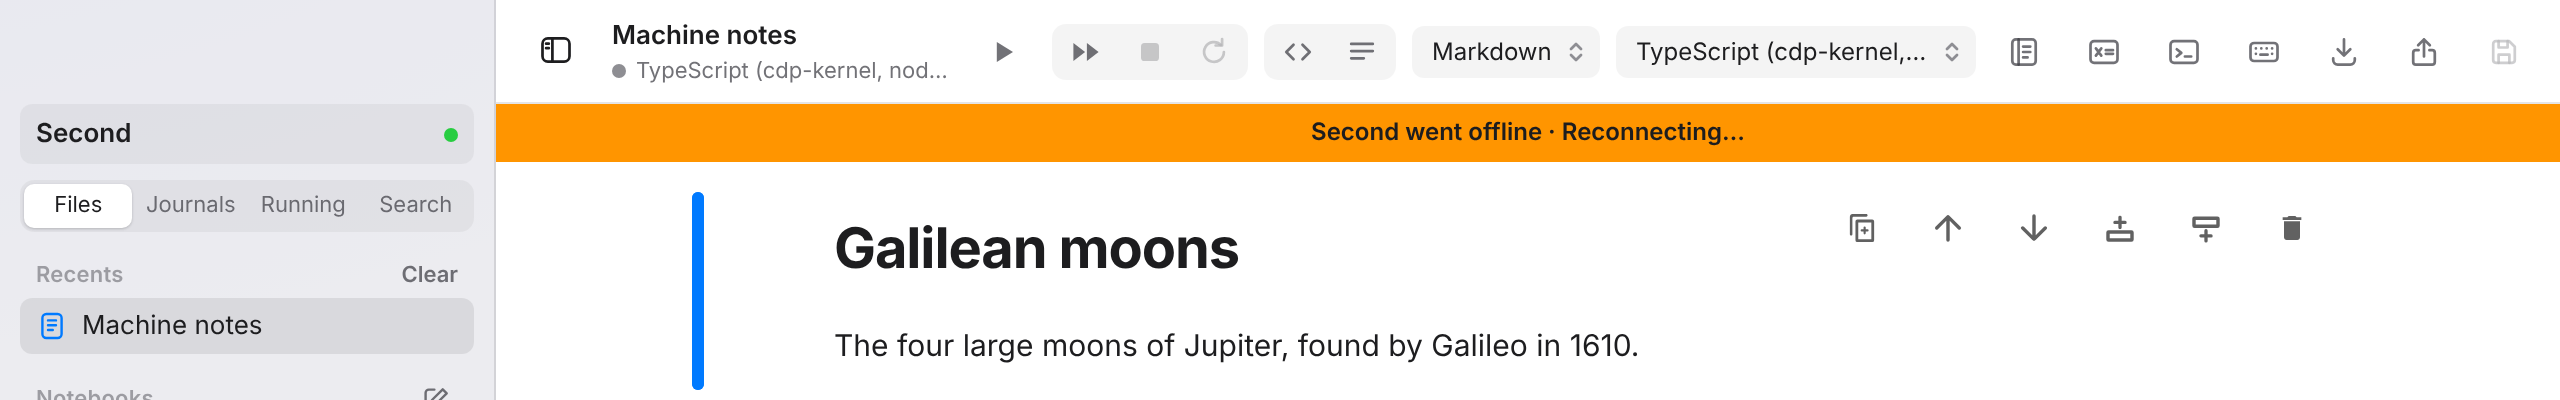 Machine notes
TypeScript (cdp-kernel, nod...
Markdown
TypeScript (cdp-kernel,...
Second
Second went offline · Reconnecting...
Files
Journals
Running
Search
Recents
Clear
Machine notes
Notebooks
Galilean moons
The four large moons of Jupiter, found by Galileo in 1610.